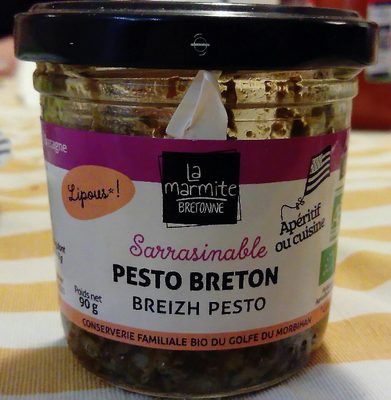 La
marmite
BRETONNE
Lipous*!
Sarrasinable
PESTO BRETON
BREIZH PESTO
Apéritif
ou cuisine
Poids net
90 g
CONSERVERIE FAMILIALE BIO DU GOLFE DU MORBIHAN